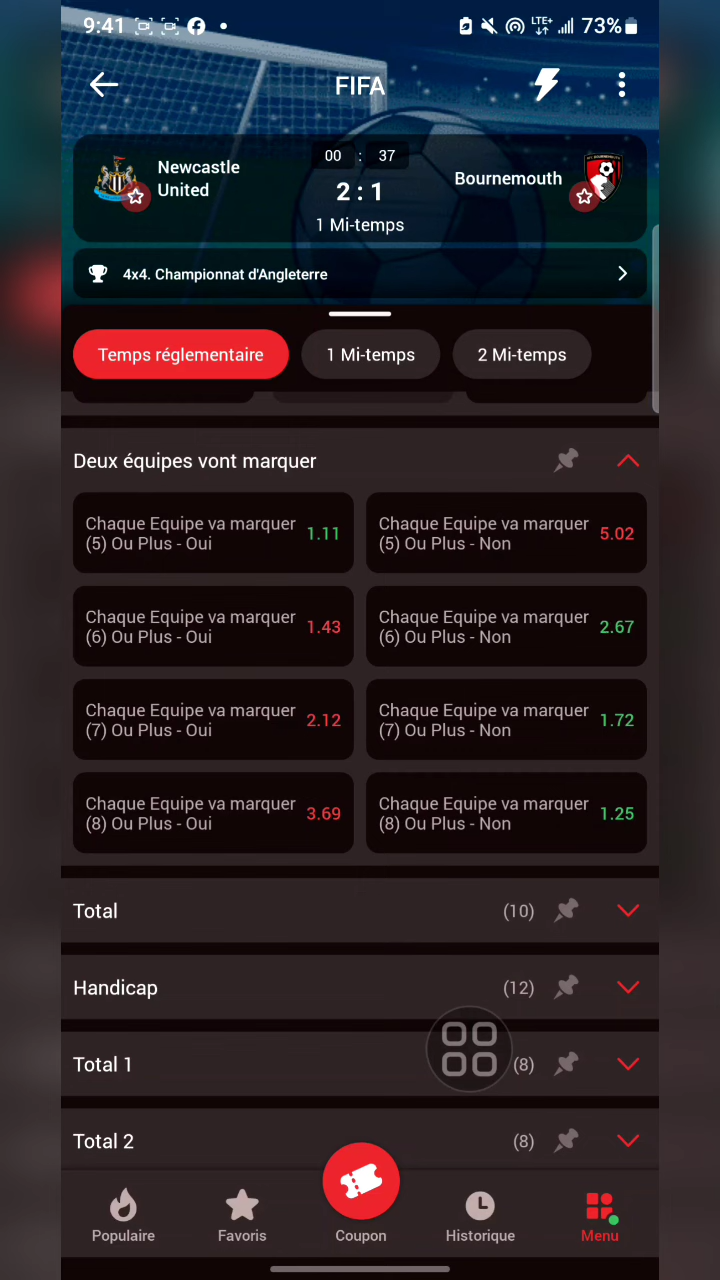 9:41
LTE+
73%
FIFA
Newcastle
United
00 : 37
2 : 1
1 Mi-temps
Bournemouth
4x4. Championnat d'Angleterre
Temps réglementaire
1 Mi-temps
2 Mi-temps
Deux équipes vont marquer
Chaque Equipe va marquer
(5) Ou Plus - Oui
1.11
Chaque Equipe va marquer
(5) Ou Plus - Non
5.02
Chaque Equipe va marquer
(6) Ou Plus - Oui
1.43
Chaque Equipe va marquer
(6) Ou Plus - Non
2.67
Chaque Equipe va marquer
(7) Ou Plus - Oui
2.12
Chaque Equipe va marquer
(7) Ou Plus - Non
1.72
Chaque Equipe va marquer
(8) Ou Plus - Oui
3.69
Chaque Equipe va marquer
(8) Ou Plus - Non
1.25
Total (10)
Handicap (12)
Total 1 (8)
Total 2 (8)
Populaire
Favoris
Coupon
Historique
Menu